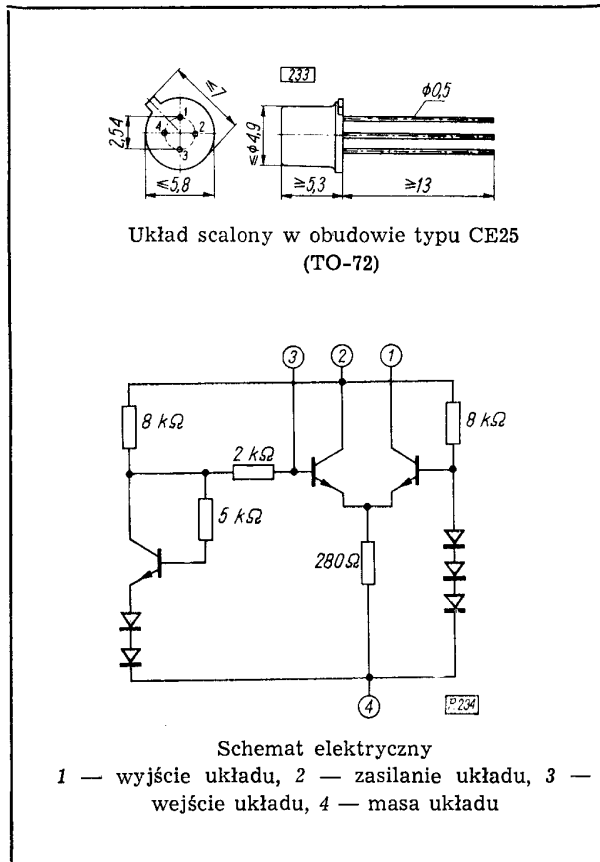 233
1
4
2
3
2,54
≤7
≤5,8
≤ϕ4,9
ϕ0,5
≥5,3
≥13
Układ scalony w obudowie typu CE25
(TO-72)
3 2 1
8 kΩ
8 kΩ
2 kΩ
5 kΩ
280Ω
4
P.234
Schemat elektryczny
1 — wyjście układu, 2 — zasilanie układu, 3 —
wejście układu, 4 — masa układu